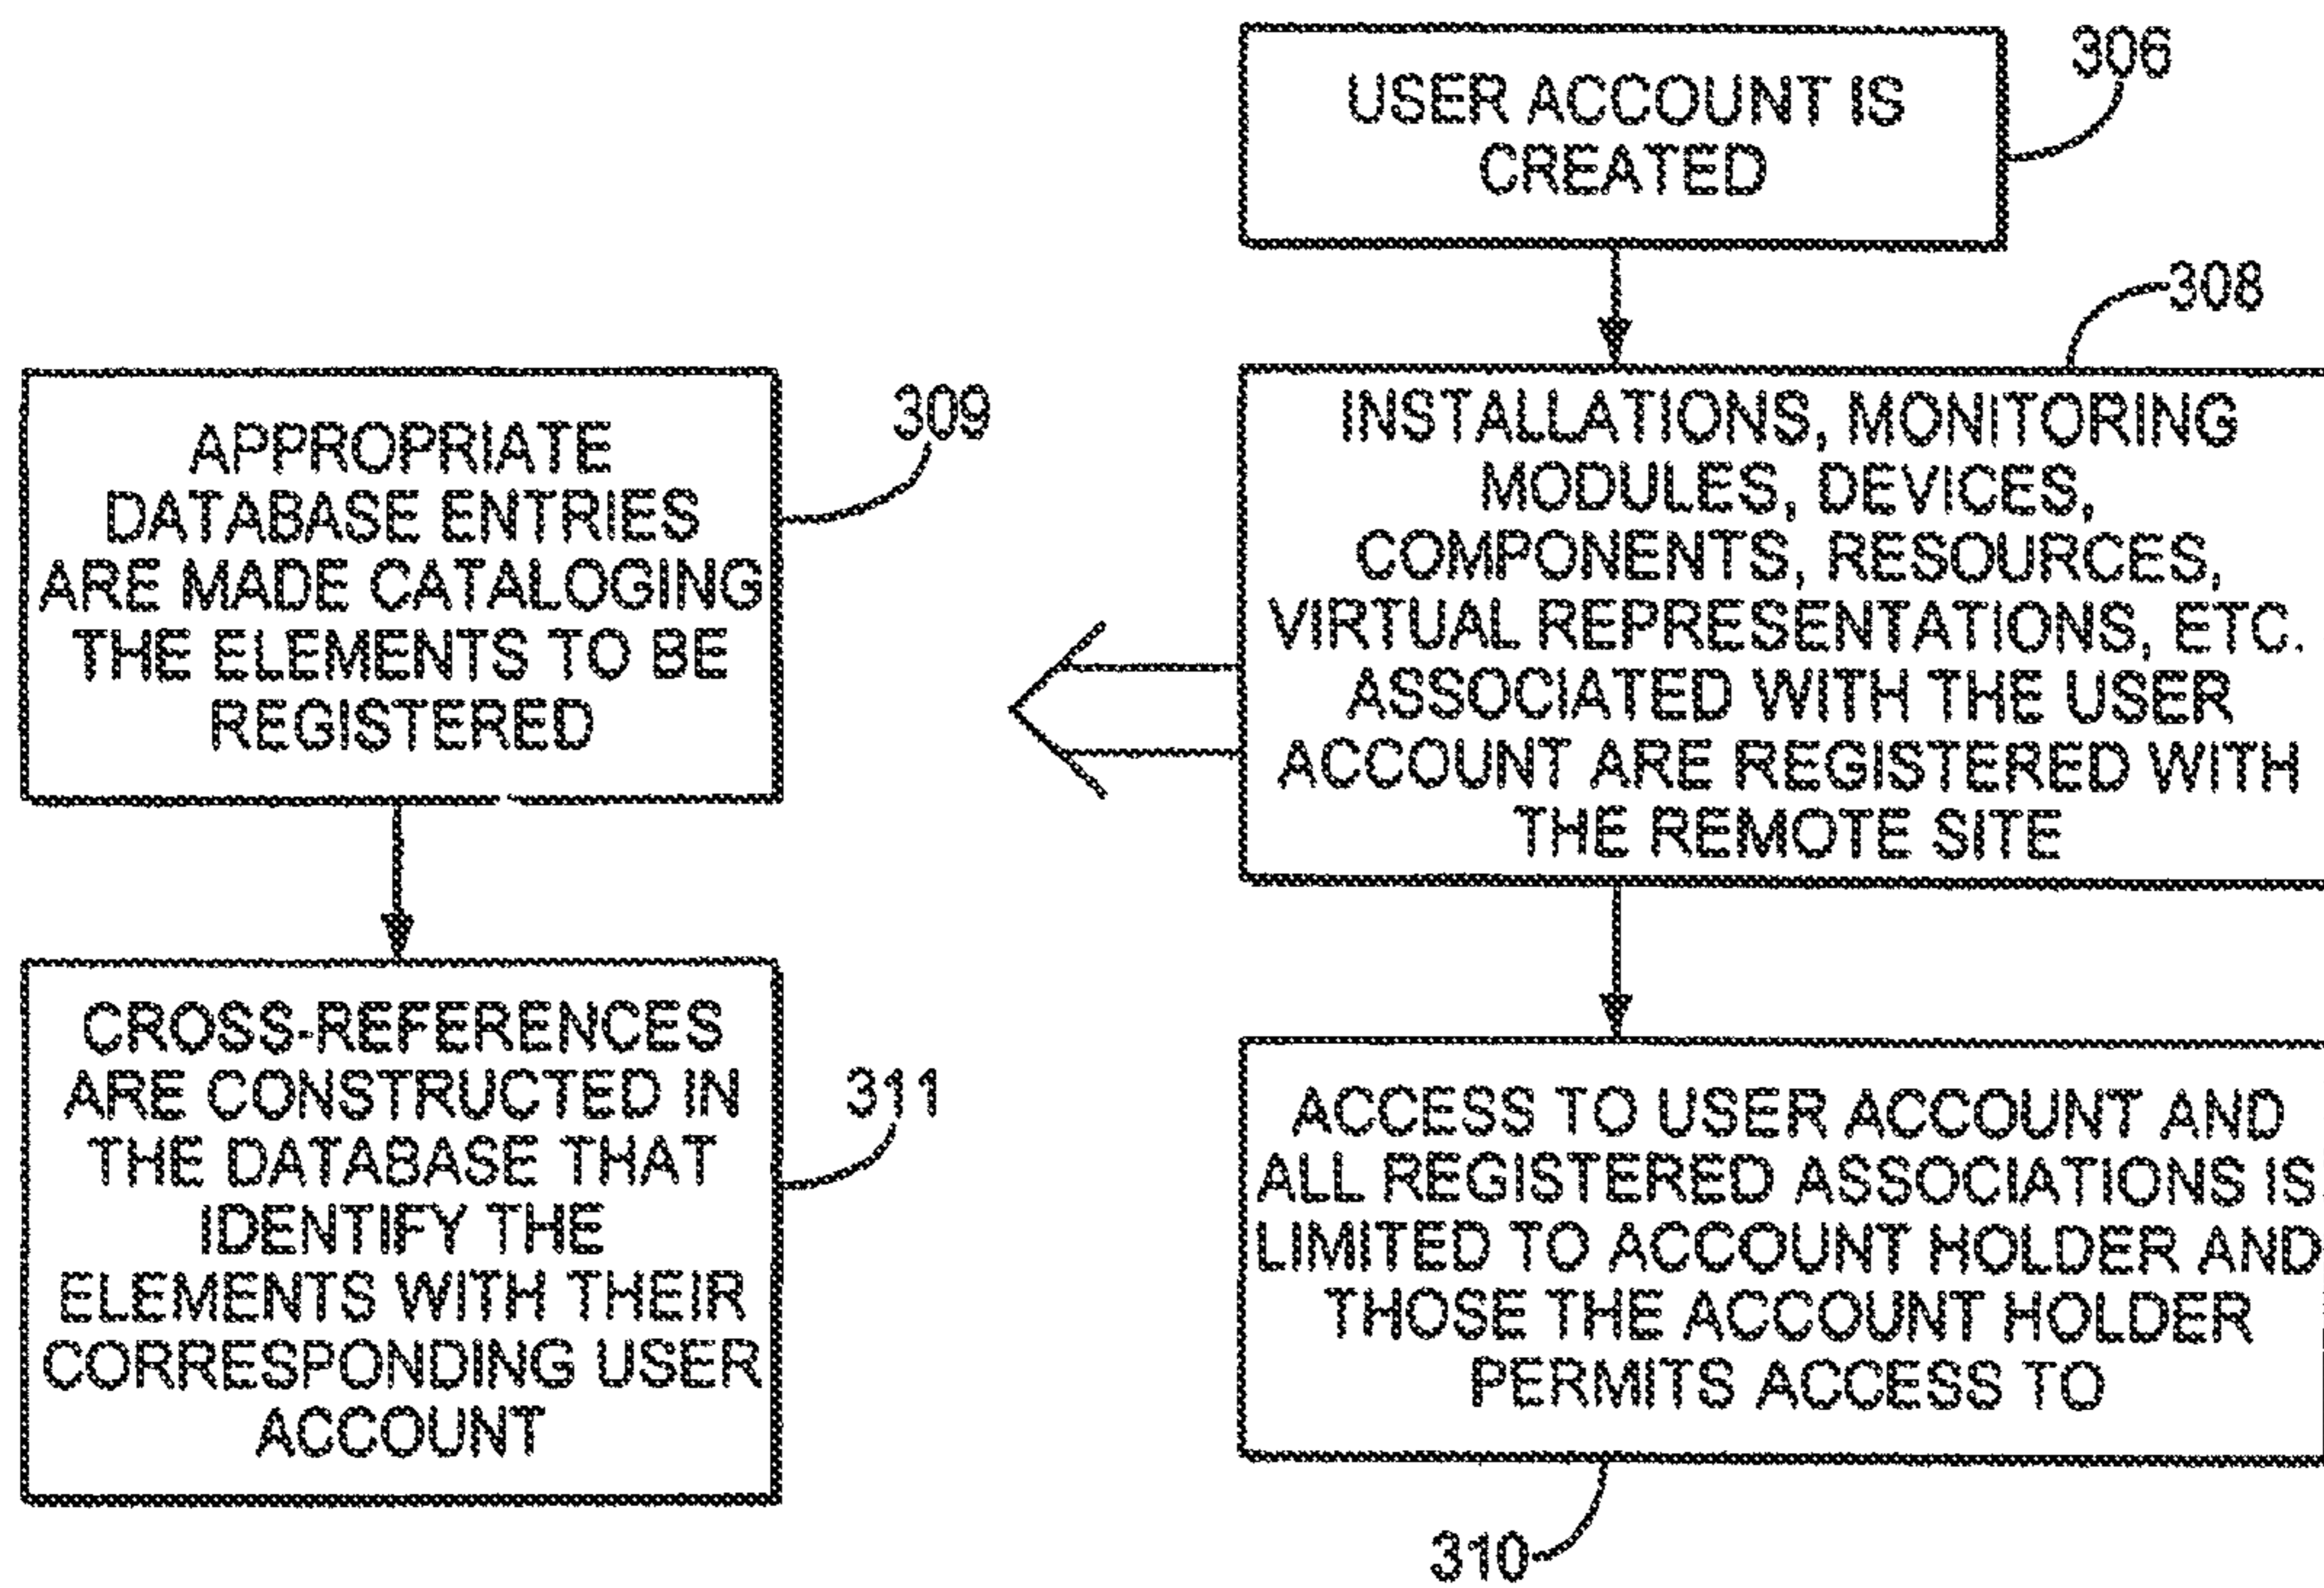 306
USER ACCOUNT IS
CREATED
308
INSTALLATIONS, MONITORING
MODULES, DEVICES,
COMPONENTS, RESOURCES,
VIRTUAL REPRESENTATIONS, ETC.
ASSOCIATED WITH THE USER
ACCOUNT ARE REGISTERED WITH
THE REMOTE SITE
309
APPROPRIATE
DATABASE ENTRIES
ARE MADE CATALOGING
THE ELEMENTS TO BE
REGISTERED
311
CROSS-REFERENCES
ARE CONSTRUCTED IN
THE DATABASE THAT
IDENTIFY THE
ELEMENTS WITH THEIR
CORRESPONDING USER
ACCOUNT
ACCESS TO USER ACCOUNT AND
ALL REGISTERED ASSOCIATIONS IS
LIMITED TO ACCOUNT HOLDER AND
THOSE THE ACCOUNT HOLDER
PERMITS ACCESS TO
310